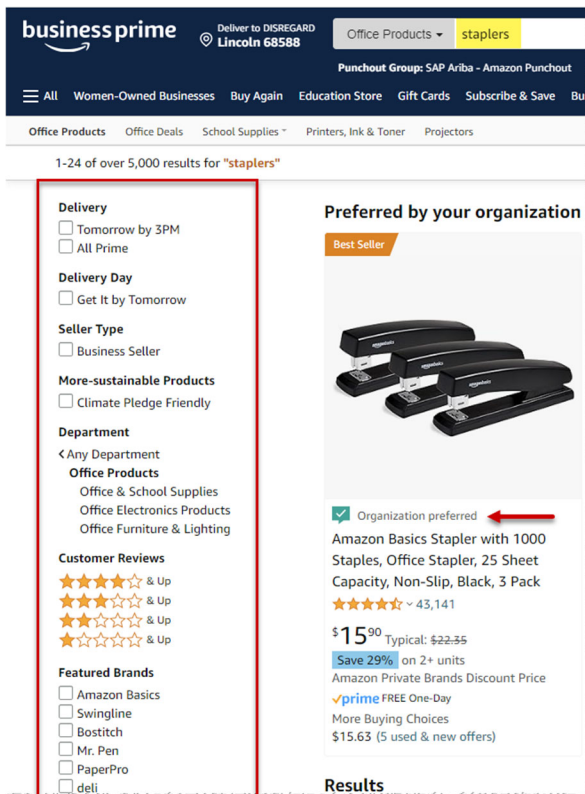 business prime
Deliver to DISREGARD
Lincoln 68588
Office Products
staplers
Punchout Group: SAP Ariba - Amazon Punchout
All Women-Owned Businesses Buy Again Education Store Gift Cards Subscribe & Save Bu
Office Products Office Deals School Supplies Printers, Ink & Toner Projectors
1-24 of over 5,000 results for "staplers"
Delivery
Tomorrow by 3PM
All Prime
Delivery Day
Get It by Tomorrow
Seller Type
Business Seller
More-sustainable Products
Climate Pledge Friendly
Department
Any Department
Office Products
Office & School Supplies
Office Electronics Products
Office Furniture & Lighting
Customer Reviews
& Up
& Up
& Up
& Up
Featured Brands
Amazon Basics
Swingline
Bostitch
Mr. Pen
PaperPro
deli
Preferred by your organization
Best Seller
Organization preferred
Amazon Basics Stapler with 1000
Staples, Office Stapler, 25 Sheet
Capacity, Non-Slip, Black, 3 Pack
43,141
$15⁹⁰ Typical: $22.35
Save 29% on 2+ units
Amazon Private Brands Discount Price
prime FREE One-Day
More Buying Choices
$15.63 (5 used & new offers)
Results